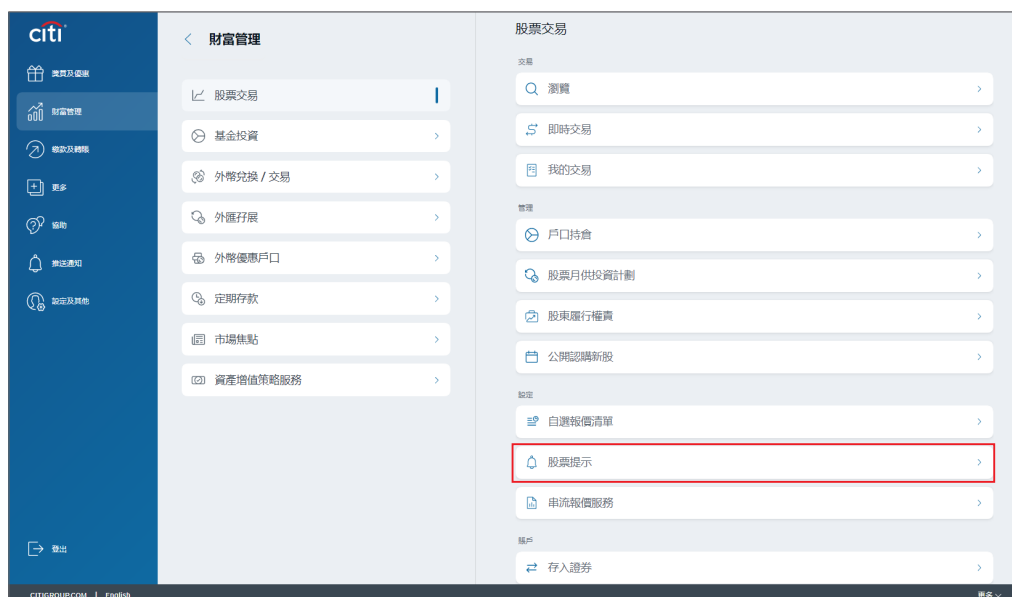 citi
獎賞及優惠
財富管理
繳款及轉賬
更多
協助
推送通知
設定及其他
登出
財富管理
股票交易
基金投資
外幣兌換 / 交易
外匯孖展
外幣優惠戶口
定期存款
市場焦點
資產增值策略服務
股票交易
交易
瀏覽
即時交易
我的交易
管理
戶口持倉
股票月供投資計劃
股東履行權責
公開認購新股
設定
自選報價清單
股票提示
串流報價服務
賬戶
存入證券
CITIGROUP.COM | English
更多